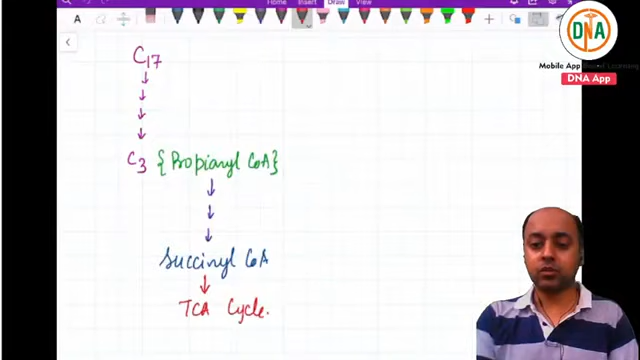 Home Insert Draw View
A
DNA
Mobile App
DNA App
C17
C3 {Propianyl CoA}
Succinyl CoA
TCA Cycle.